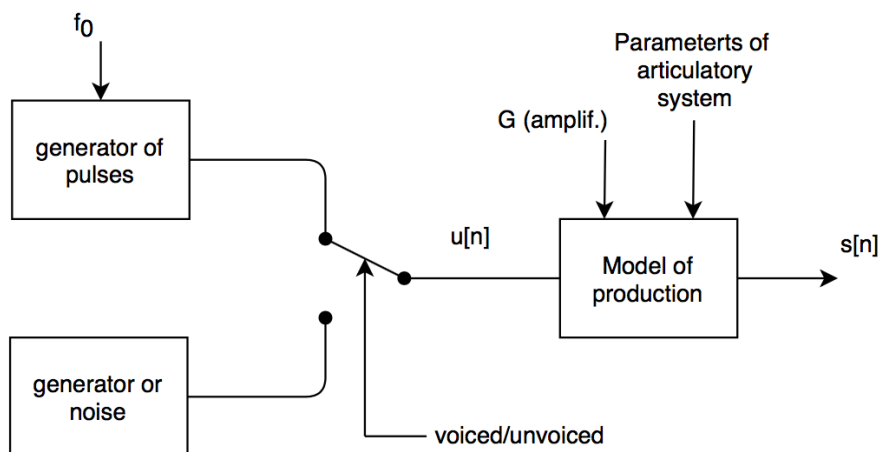 f0
Parameterts of
articulatory
system
G (amplif.)
generator of
pulses
u[n]
s[n]
Model of
production
generator or
noise
voiced/unvoiced